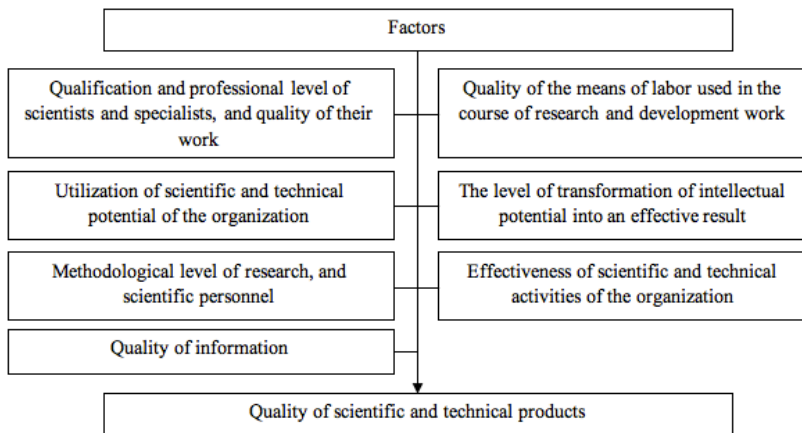 Factors
Qualification and professional level of
scientists and specialists, and quality of their
work
Quality of the means of labor used in the
course of research and development work
Utilization of scientific and technical
potential of the organization
The level of transformation of intellectual
potential into an effective result
Methodological level of research, and
scientific personnel
Effectiveness of scientific and technical
activities of the organization
Quality of information
Quality of scientific and technical products